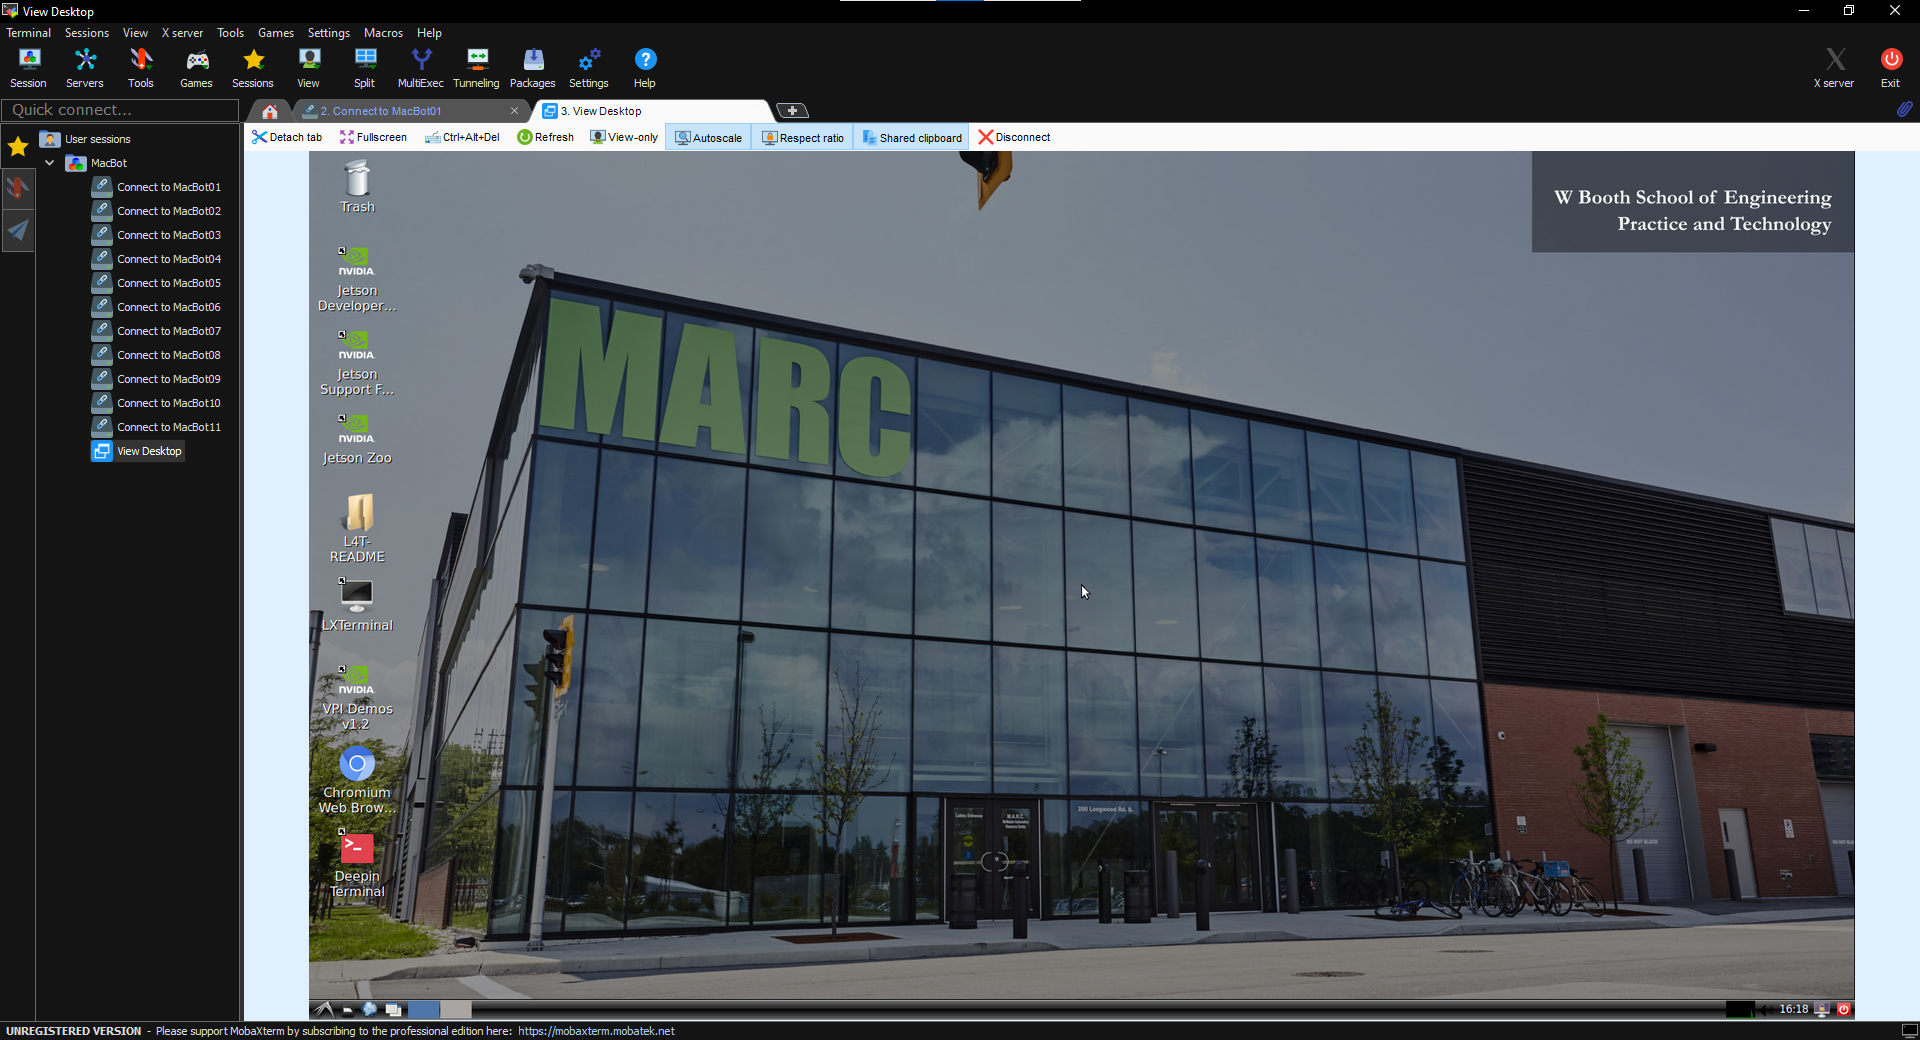 View Desktop
Terminal Sessions View X server Tools Games Settings Macros Help
Session Servers Tools Games Sessions View Split MultiExec Tunneling Packages Settings Help X server Exit
Quick connect...
2. Connect to MacBot01
3. View Desktop
Detach tab Fullscreen Ctrl+Alt+Del Refresh View-only Autoscale Respect ratio Shared clipboard Disconnect
User sessions
MacBot
Connect to MacBot01
Connect to MacBot02
Connect to MacBot03
Connect to MacBot04
Connect to MacBot05
Connect to MacBot06
Connect to MacBot07
Connect to MacBot08
Connect to MacBot09
Connect to MacBot10
Connect to MacBot11
View Desktop
Trash
NVIDIA.
Jetson
Developer...
NVIDIA.
Jetson
Support F...
NVIDIA.
Jetson Zoo
L4T-
README
LXTerminal
NVIDIA.
VPI Demos
v1.2
Chromium
Web Brow...
Deepin
Terminal
W Booth School of Engineering
Practice and Technology
MARC
Lobby Entrance
M.A.R.C.
200 Longwood Rd. S.
DO NOT BLOCK
16:18
UNREGISTERED VERSION - Please support MobaXterm by subscribing to the professional edition here: https://mobaxterm.mobatek.net